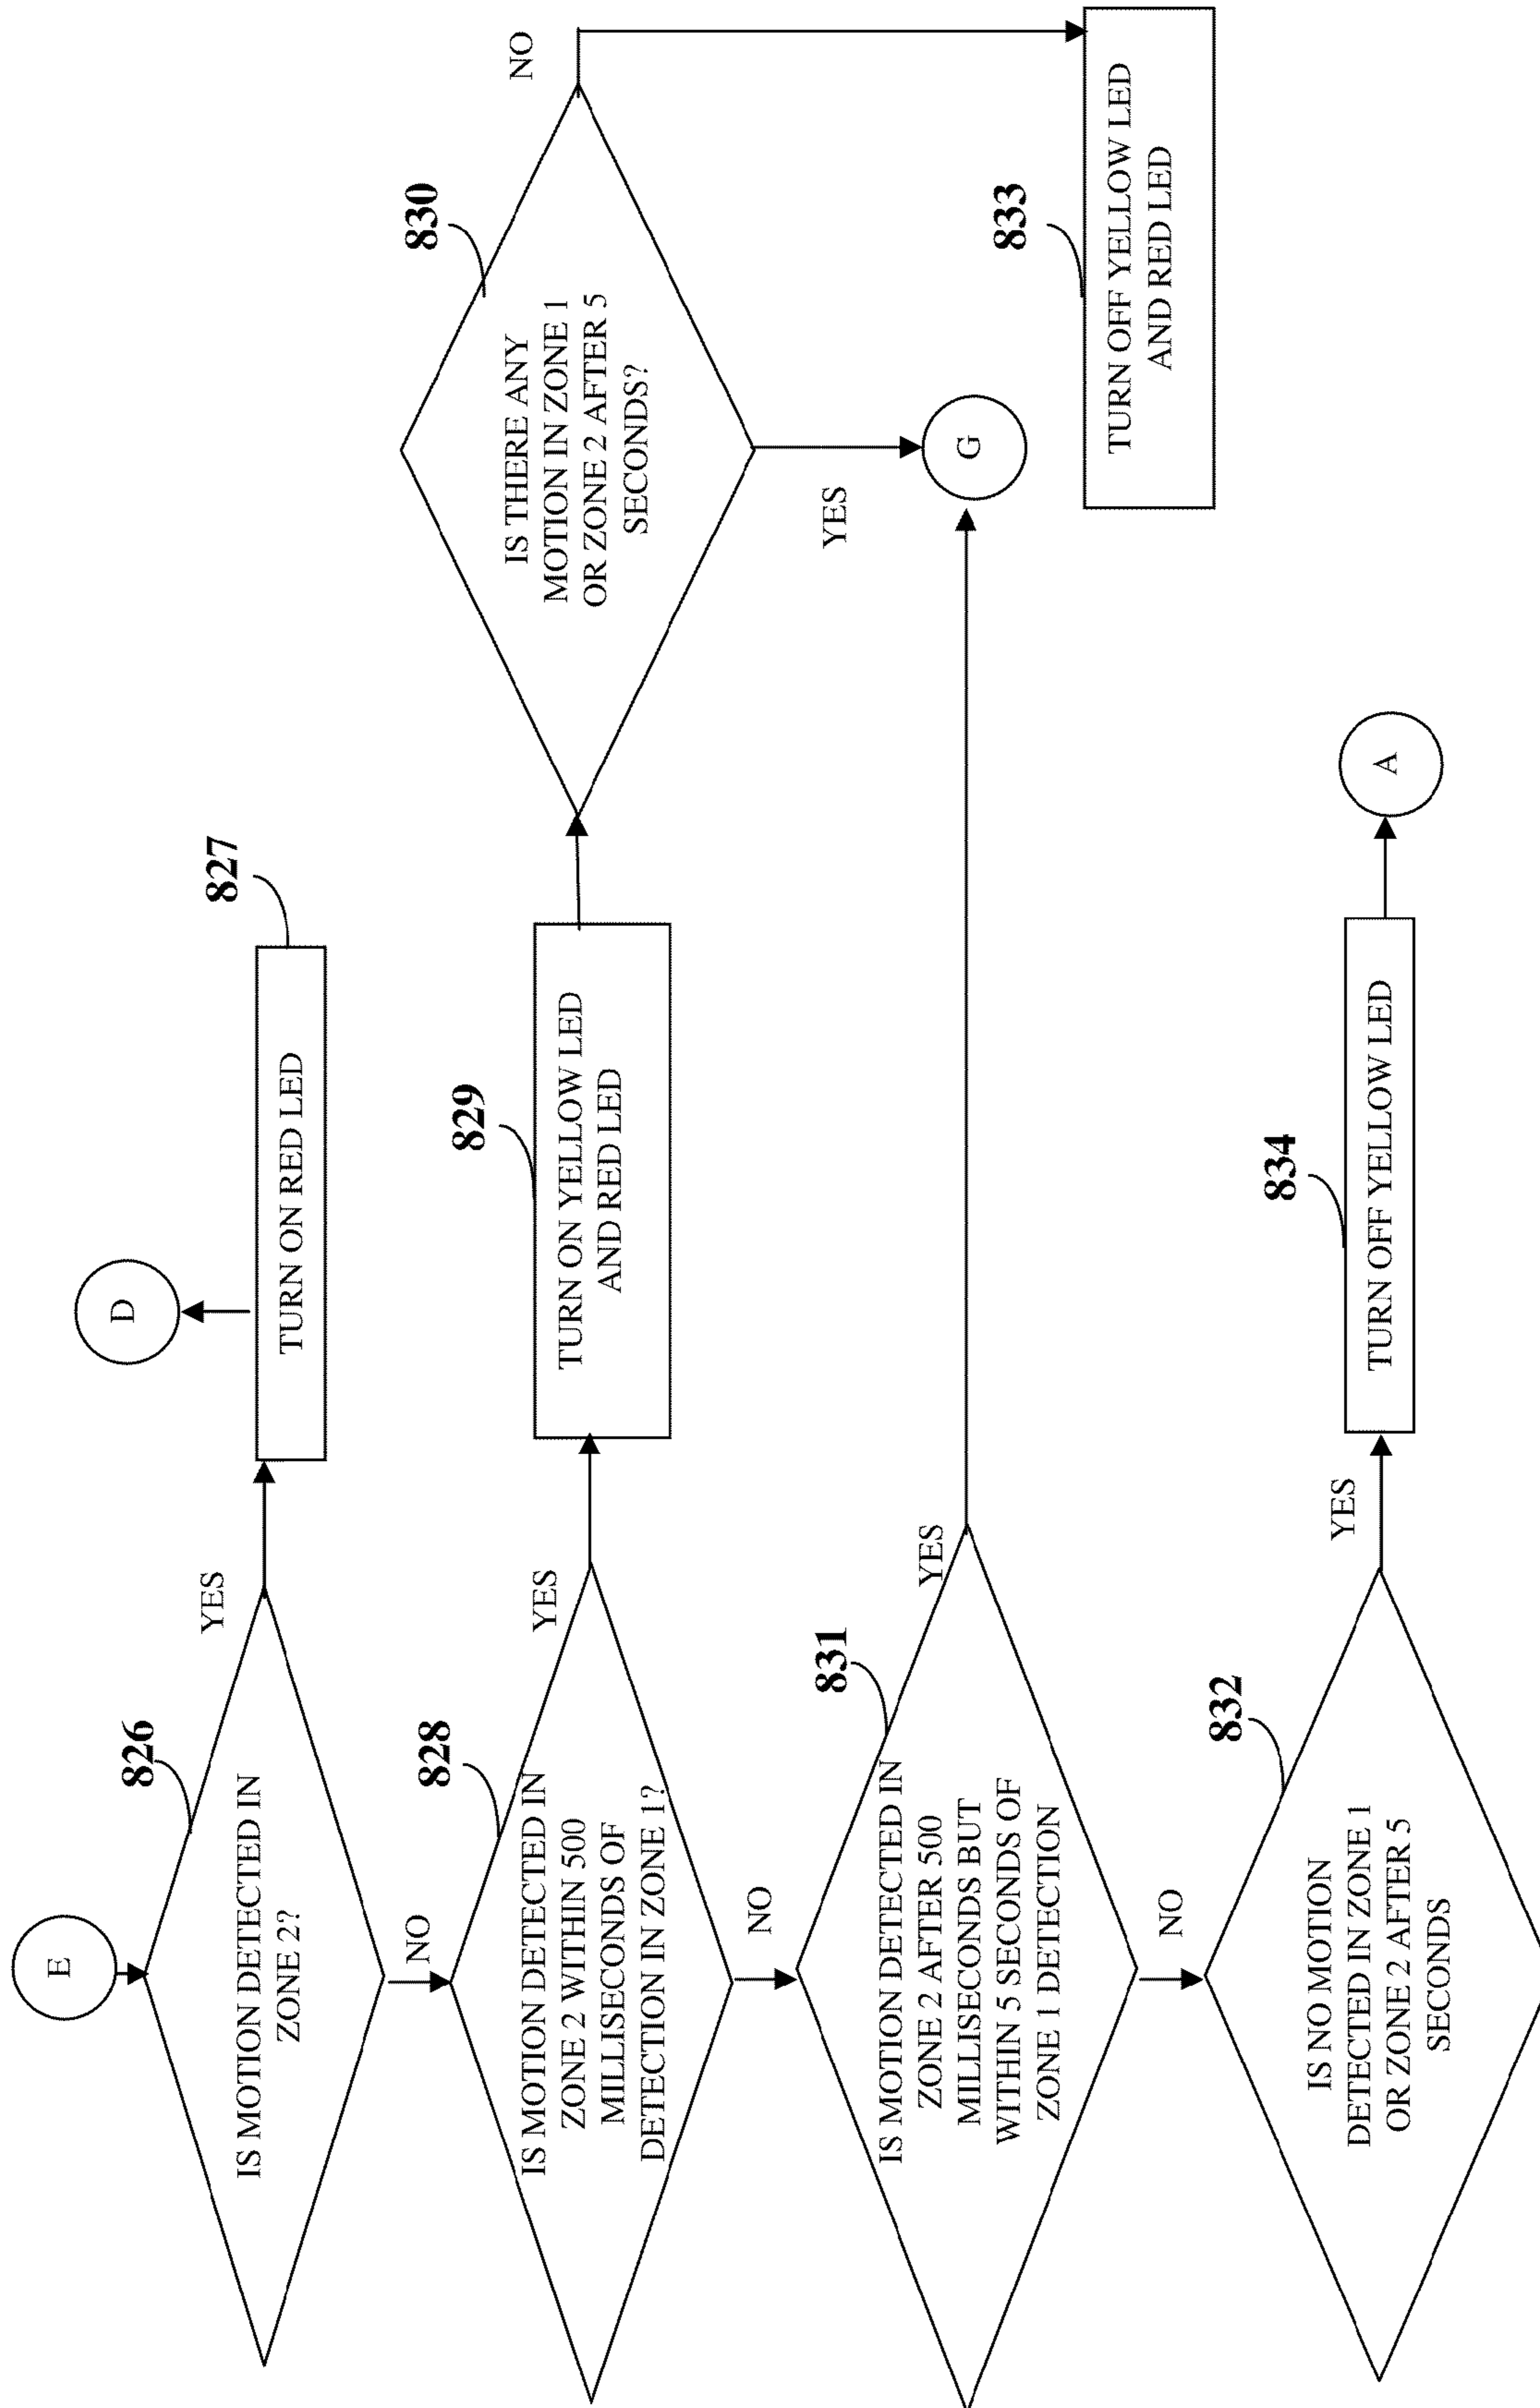 E
826
IS MOTION DETECTED IN
ZONE 2?
YES
D
827
TURN ON RED LED
NO
828
IS MOTION DETECTED IN
ZONE 2 WITHIN 500
MILLISECONDS OF
DETECTION IN ZONE 1?
YES
829
TURN ON YELLOW LED
AND RED LED
830
IS THERE ANY
MOTION IN ZONE 1
OR ZONE 2 AFTER 5
SECONDS?
NO
YES
G
833
TURN OFF YELLOW LED
AND RED LED
NO
831
IS MOTION DETECTED IN
ZONE 2 AFTER 500
MILLISECONDS BUT
WITHIN 5 SECONDS OF
ZONE 1 DETECTION
YES
NO
832
IS NO MOTION
DETECTED IN ZONE 1
OR ZONE 2 AFTER 5
SECONDS
YES
834
TURN OFF YELLOW LED
A